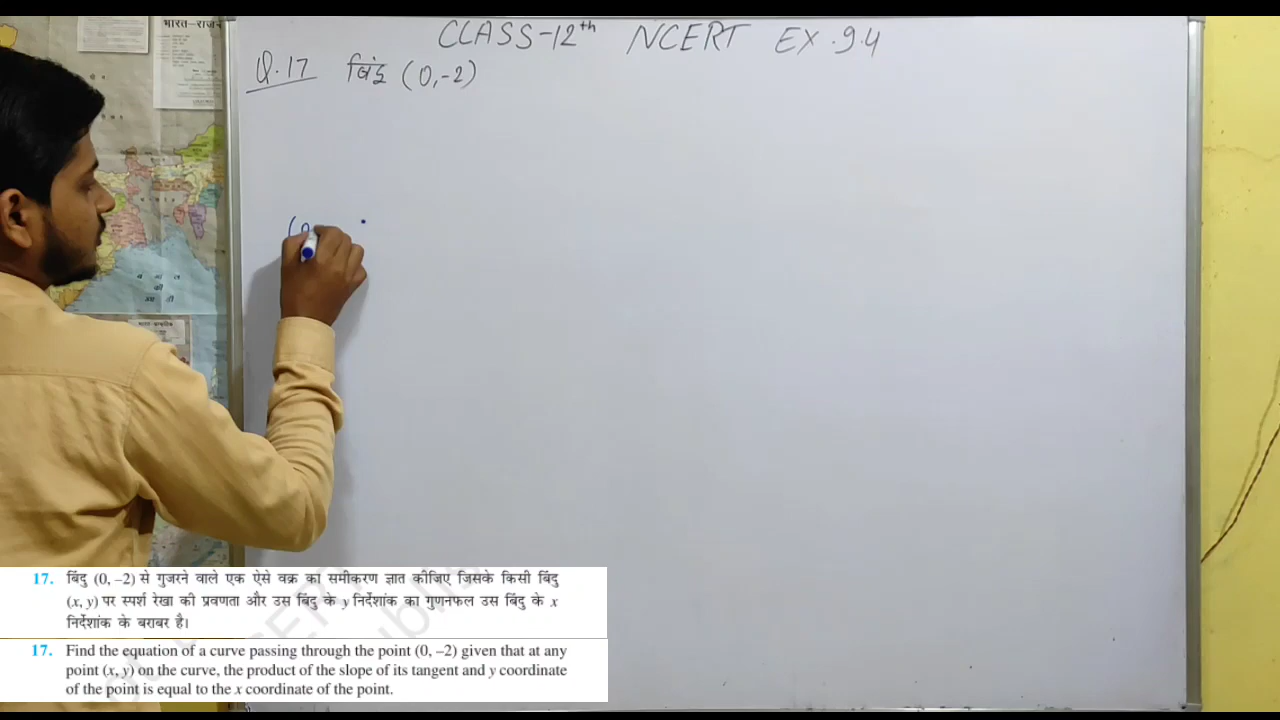 भारत-राजन
CLASS-12th NCERT EX.9.4
Q.17 बिंदु (0,-2)
(0
17. बिंदु (0, –2) से गुजरने वाले एक ऐसे वक्र का समीकरण ज्ञात कीजिए जिसके किसी बिंदु
(x, y) पर स्पर्श रेखा की प्रवणता और उस बिंदु के y निर्देशांक का गुणनफल उस बिंदु के x
निर्देशांक के बराबर है।
17. Find the equation of a curve passing through the point (0, –2) given that at any
point (x, y) on the curve, the product of the slope of its tangent and y coordinate
of the point is equal to the x coordinate of the point.